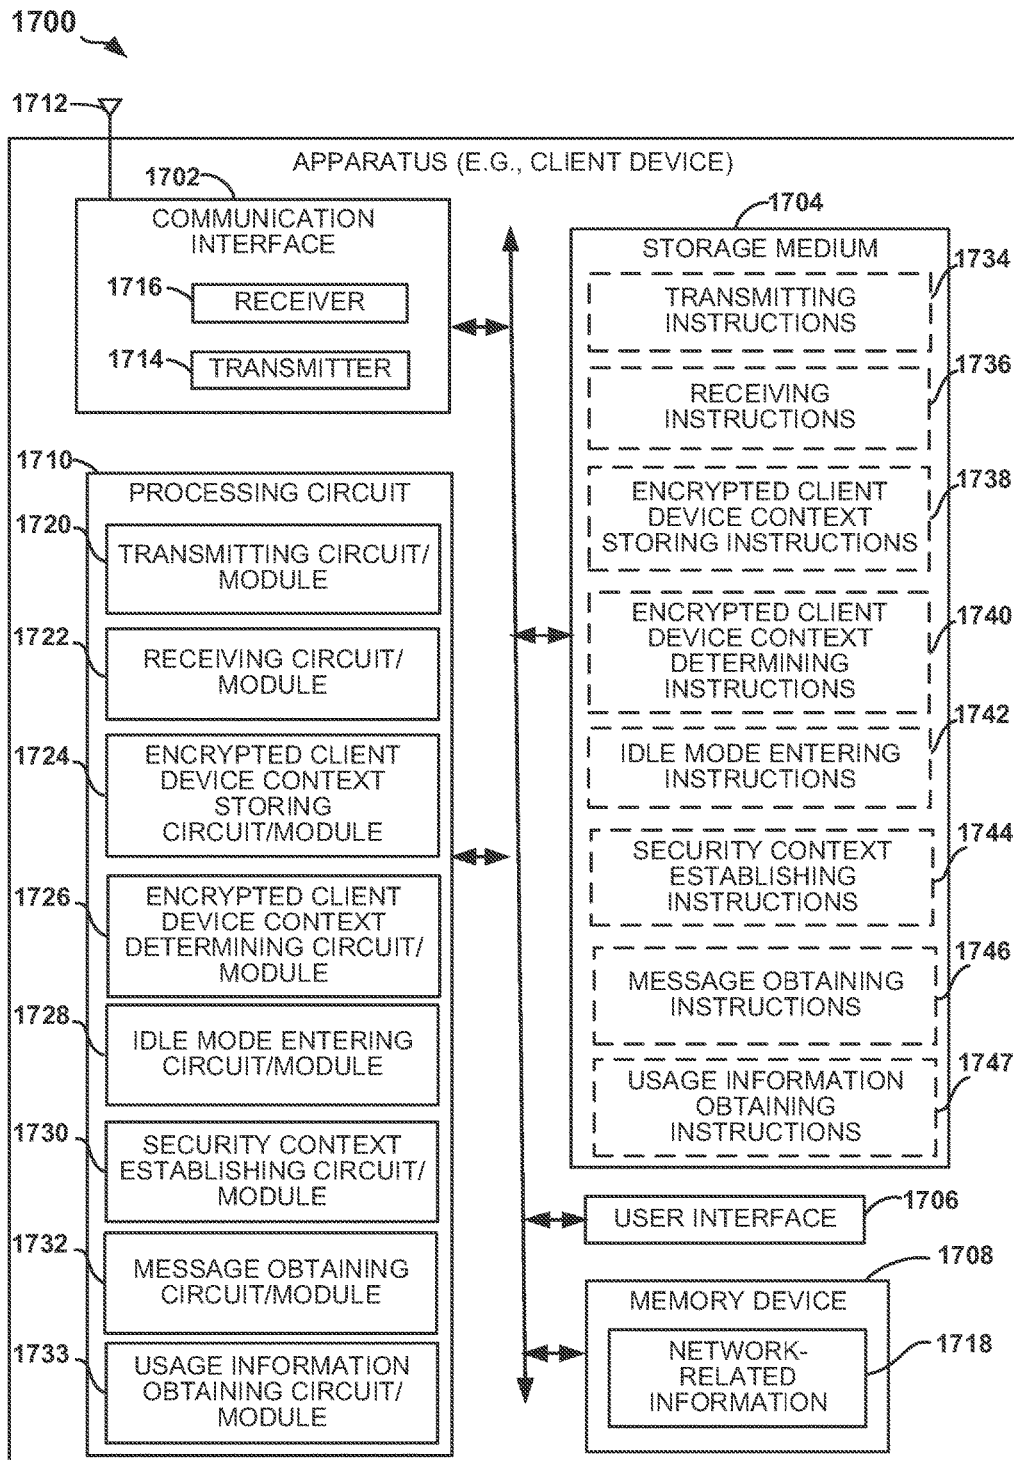 1700
1712
APPARATUS (E.G., CLIENT DEVICE)
1702
COMMUNICATION
INTERFACE
1716
RECEIVER
1714
TRANSMITTER
1710
PROCESSING CIRCUIT
1720
TRANSMITTING CIRCUIT/
MODULE
1722
RECEIVING CIRCUIT/
MODULE
1724
ENCRYPTED CLIENT
DEVICE CONTEXT
STORING
CIRCUIT/MODULE
1726
ENCRYPTED CLIENT
DEVICE CONTEXT
DETERMINING CIRCUIT/
MODULE
1728
IDLE MODE ENTERING
CIRCUIT/MODULE
1730
SECURITY CONTEXT
ESTABLISHING CIRCUIT/
MODULE
1732
MESSAGE OBTAINING
CIRCUIT/MODULE
1733
USAGE INFORMATION
OBTAINING CIRCUIT/
MODULE
1704
STORAGE MEDIUM
1734
TRANSMITTING
INSTRUCTIONS
1736
RECEIVING
INSTRUCTIONS
1738
ENCRYPTED CLIENT
DEVICE CONTEXT
STORING INSTRUCTIONS
1740
ENCRYPTED CLIENT
DEVICE CONTEXT
DETERMINING
INSTRUCTIONS
1742
IDLE MODE ENTERING
INSTRUCTIONS
1744
SECURITY CONTEXT
ESTABLISHING
INSTRUCTIONS
1746
MESSAGE OBTAINING
INSTRUCTIONS
1747
USAGE INFORMATION
OBTAINING
INSTRUCTIONS
1706
USER INTERFACE
1708
MEMORY DEVICE
1718
NETWORK-
RELATED
INFORMATION